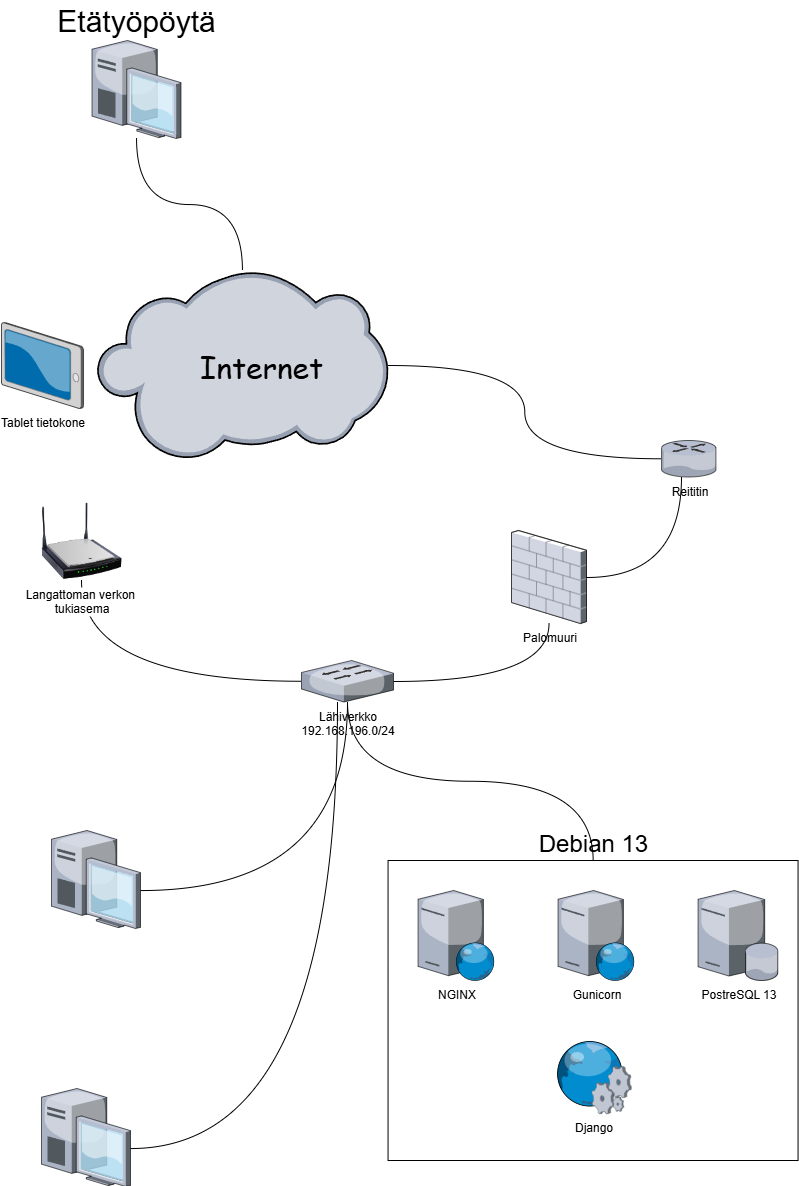 Etätyöpöytä
Internet
Tablet tietokone
Reititin
Langattoman verkon
tukiasema
Palomuuri
Lähiverkko
192.168.196.0/24
Debian 13
NGINX
Gunicorn
PostreSQL 13
Django